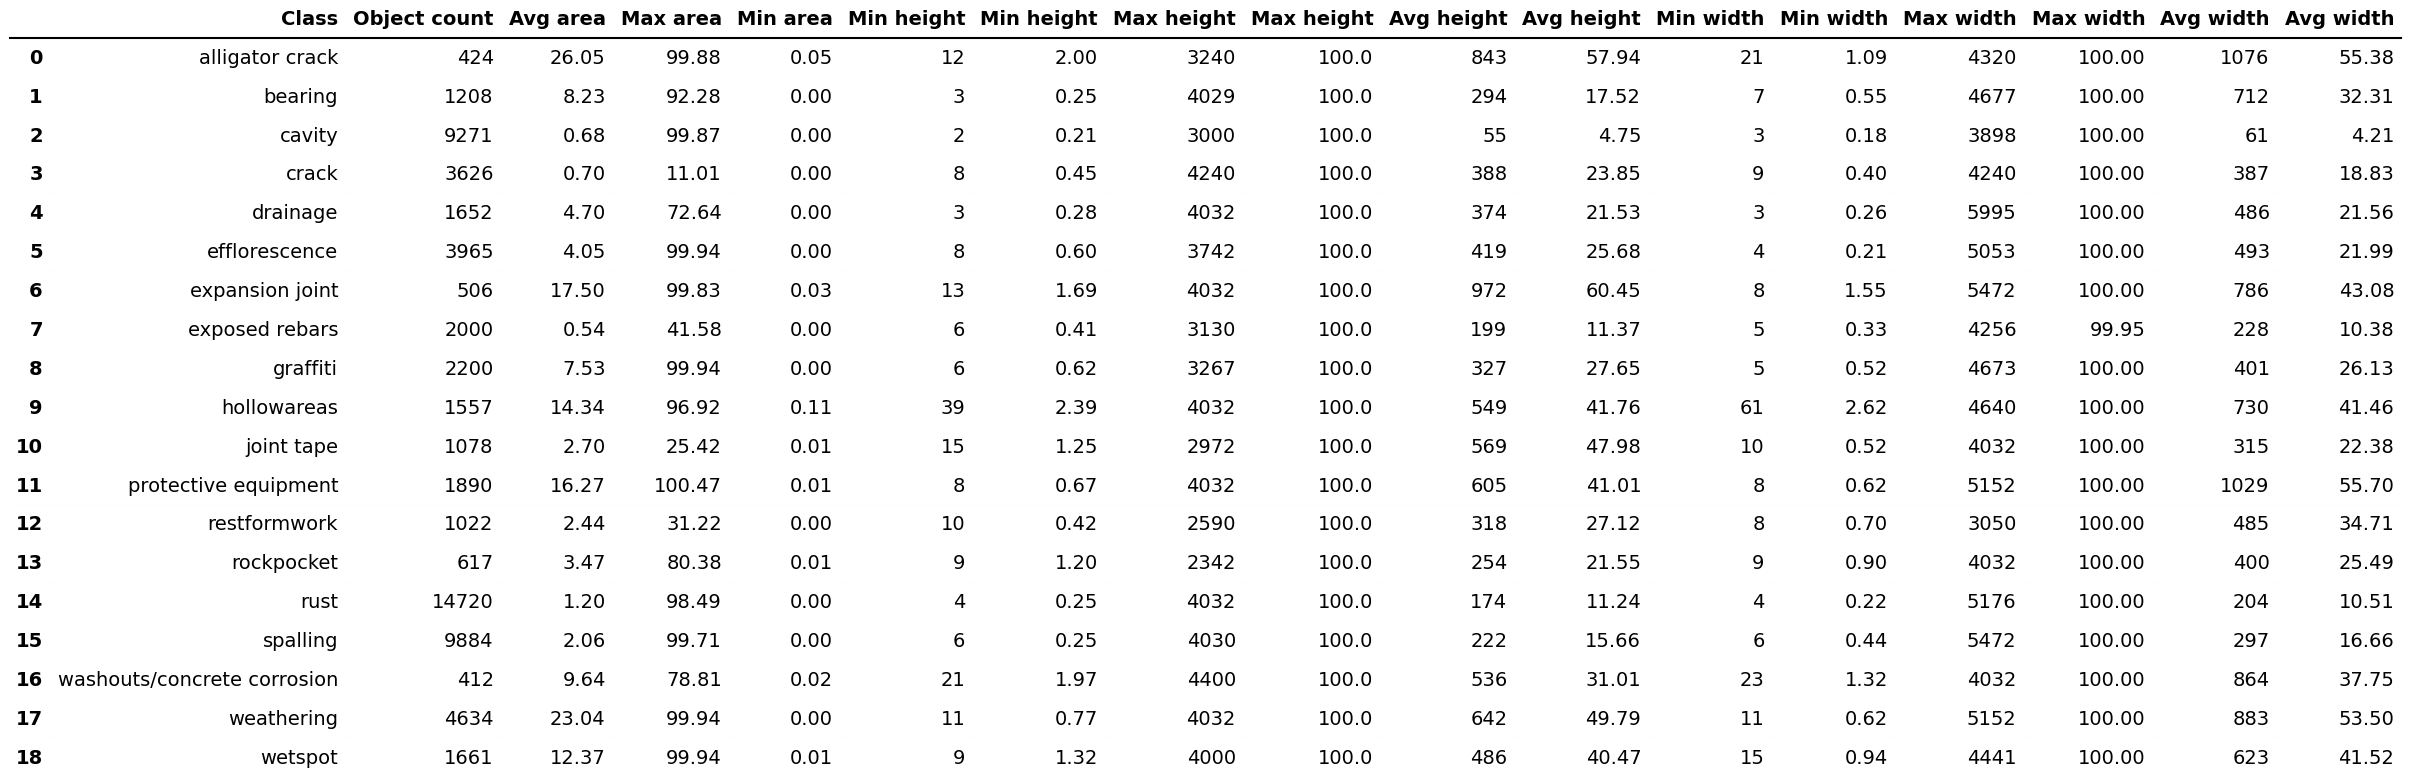 Class Object count Avg area Max area Min area Min height Min height Max height Max height Avg height Avg height Min width Min width Max width Max width Avg width Avg width
0 alligator crack 424 26.05 99.88 0.05 12 2.00 3240 100.0 843 57.94 21 1.09 4320 100.00 1076 55.38
1 bearing 1208 8.23 92.28 0.00 3 0.25 4029 100.0 294 17.52 7 0.55 4677 100.00 712 32.31
2 cavity 9271 0.68 99.87 0.00 2 0.21 3000 100.0 55 4.75 3 0.18 3898 100.00 61 4.21
3 crack 3626 0.70 11.01 0.00 8 0.45 4240 100.0 388 23.85 9 0.40 4240 100.00 387 18.83
4 drainage 1652 4.70 72.64 0.00 3 0.28 4032 100.0 374 21.53 3 0.26 5995 100.00 486 21.56
5 efflorescence 3965 4.05 99.94 0.00 8 0.60 3742 100.0 419 25.68 4 0.21 5053 100.00 493 21.99
6 expansion joint 506 17.50 99.83 0.03 13 1.69 4032 100.0 972 60.45 8 1.55 5472 100.00 786 43.08
7 exposed rebars 2000 0.54 41.58 0.00 6 0.41 3130 100.0 199 11.37 5 0.33 4256 99.95 228 10.38
8 graffiti 2200 7.53 99.94 0.00 6 0.62 3267 100.0 327 27.65 5 0.52 4673 100.00 401 26.13
9 hollowareas 1557 14.34 96.92 0.11 39 2.39 4032 100.0 549 41.76 61 2.62 4640 100.00 730 41.46
10 joint tape 1078 2.70 25.42 0.01 15 1.25 2972 100.0 569 47.98 10 0.52 4032 100.00 315 22.38
11 protective equipment 1890 16.27 100.47 0.01 8 0.67 4032 100.0 605 41.01 8 0.62 5152 100.00 1029 55.70
12 restformwork 1022 2.44 31.22 0.00 10 0.42 2590 100.0 318 27.12 8 0.70 3050 100.00 485 34.71
13 rockpocket 617 3.47 80.38 0.01 9 1.20 2342 100.0 254 21.55 9 0.90 4032 100.00 400 25.49
14 rust 14720 1.20 98.49 0.00 4 0.25 4032 100.0 174 11.24 4 0.22 5176 100.00 204 10.51
15 spalling 9884 2.06 99.71 0.00 6 0.25 4030 100.0 222 15.66 6 0.44 5472 100.00 297 16.66
16 washouts/concrete corrosion 412 9.64 78.81 0.02 21 1.97 4400 100.0 536 31.01 23 1.32 4032 100.00 864 37.75
17 weathering 4634 23.04 99.94 0.00 11 0.77 4032 100.0 642 49.79 11 0.62 5152 100.00 883 53.50
18 wetspot 1661 12.37 99.94 0.01 9 1.32 4000 100.0 486 40.47 15 0.94 4441 100.00 623 41.52